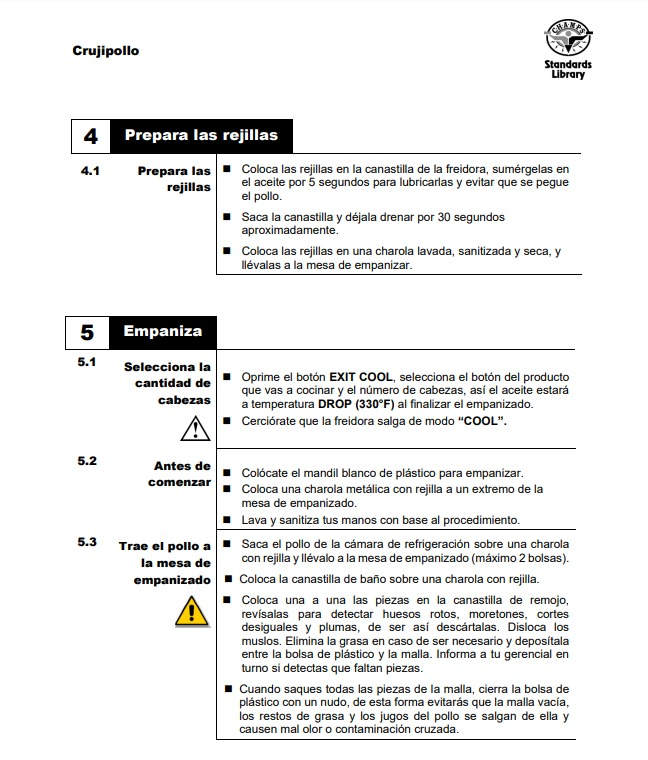 Crujipollo
CHAMPS
Standards
Library
4 Prepara las rejillas
4.1 Prepara las
rejillas
■ Coloca las rejillas en la canastilla de la freidora, sumérgelas en
el aceite por 5 segundos para lubricarlas y evitar que se pegue
el pollo.
■ Saca la canastilla y déjala drenar por 30 segundos
aproximadamente.
■ Coloca las rejillas en una charola lavada, sanitizada y seca, y
llévalas a la mesa de empanizar.
5 Empaniza
5.1 Selecciona la
cantidad de
cabezas
■ Oprime el botón EXIT COOL, selecciona el botón del producto
que vas a cocinar y el número de cabezas, así el aceite estará
a temperatura DROP (330°F) al finalizar el empanizado.
■ Cerciórate que la freidora salga de modo “COOL”.
5.2 Antes de
comenzar
■ Colócate el mandil blanco de plástico para empanizar.
■ Coloca una charola metálica con rejilla a un extremo de la
mesa de empanizado.
■ Lava y sanitiza tus manos con base al procedimiento.
5.3 Trae el pollo a
la mesa de
empanizado
■ Saca el pollo de la cámara de refrigeración sobre una charola
con rejilla y llévalo a la mesa de empanizado (máximo 2 bolsas).
■ Coloca la canastilla de baño sobre una charola con rejilla.
■ Coloca una a una las piezas en la canastilla de remojo,
revísalas para detectar huesos rotos, moretones, cortes
desiguales y plumas, de ser así descártalas. Disloca los
muslos. Elimina la grasa en caso de ser necesario y deposítala
entre la bolsa de plástico y la malla. Informa a tu gerencial en
turno si detectas que faltan piezas.
■ Cuando saques todas las piezas de la malla, cierra la bolsa de
plástico con un nudo, de esta forma evitarás que la malla vacía,
los restos de grasa y los jugos del pollo se salgan de ella y
causen mal olor o contaminación cruzada.